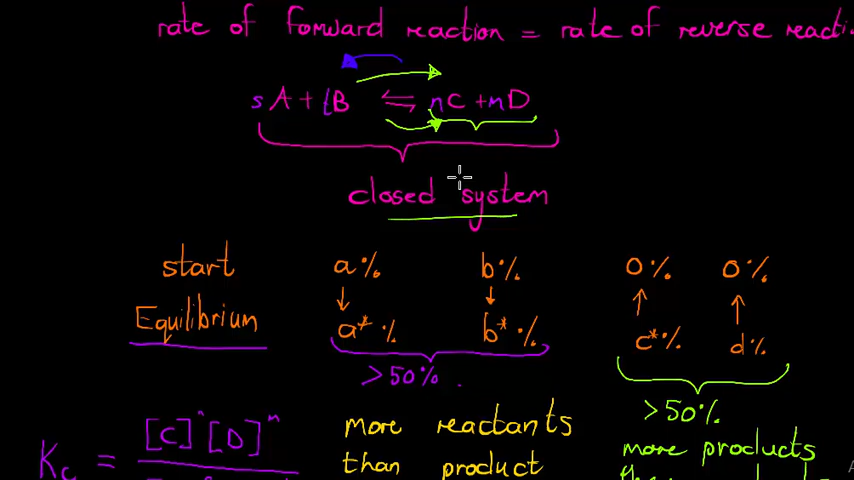 rate of forward reaction = rate of reverse reacti
sA + tB ⇌ nC + mD
closed system
start a% b% 0% 0%
Equilibrium a* % b* % c* % d %
>50% .
>50%
[C]ⁿ [D]ᵐ more reactants
more products
Kc = than product